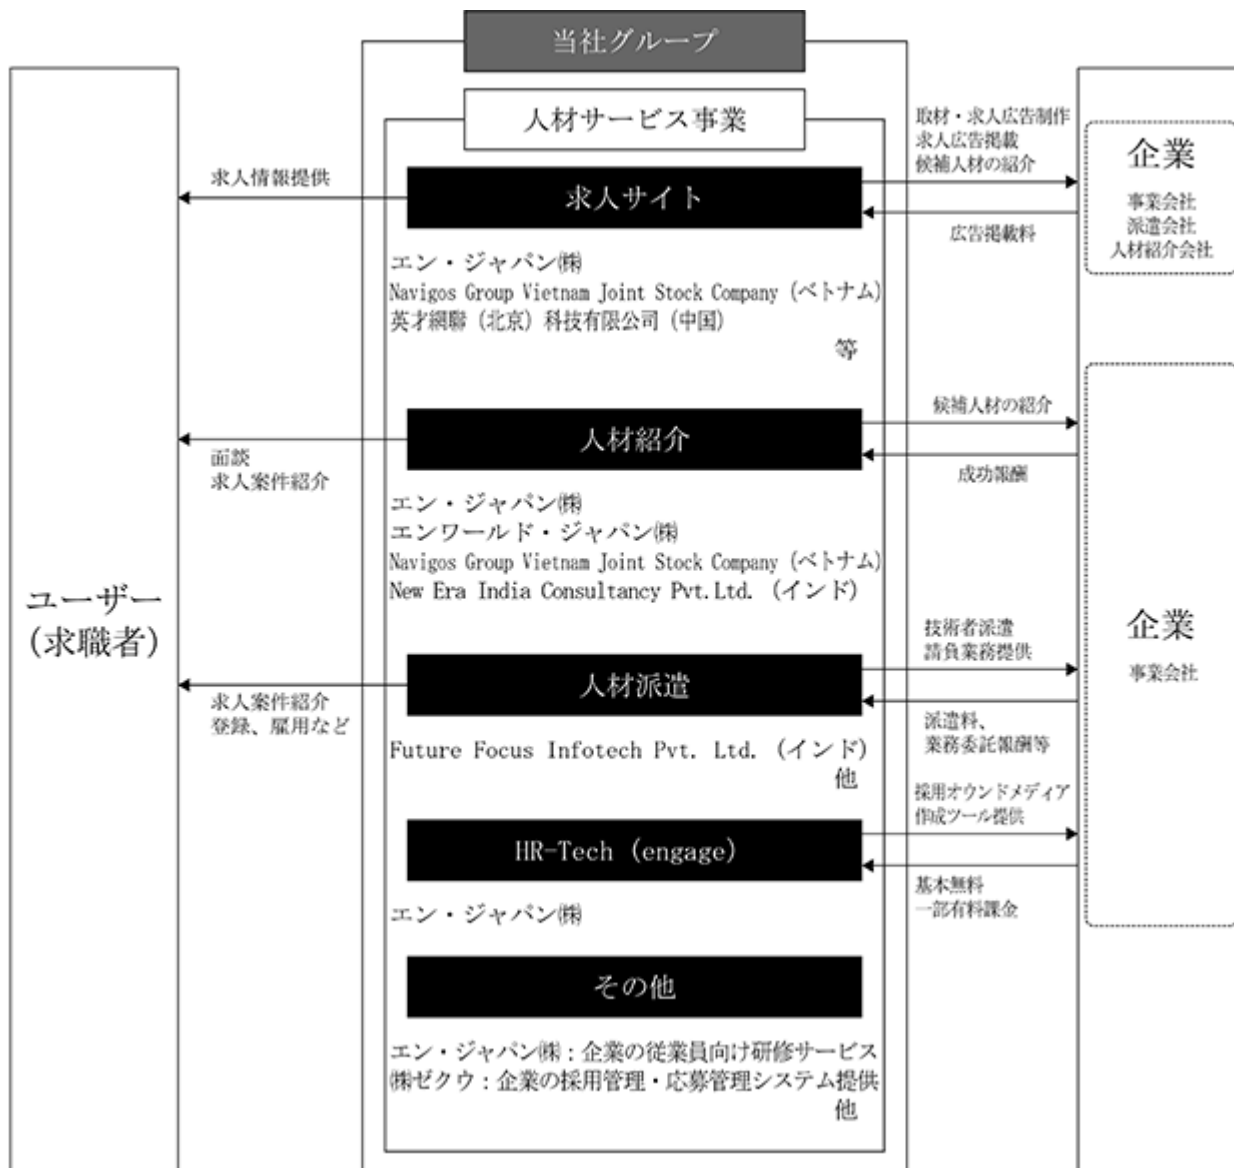 当社グループ
人材サービス事業
ユーザー
(求職者)
求人情報提供
求人サイト
取材・求人広告制作
求人広告掲載
候補人材の紹介
広告掲載料
企業
事業会社
派遣会社
人材紹介会社
エン・ジャパン㈱
Navigos Group Vietnam Joint Stock Company (ベトナム)
英才網聯（北京）科技有限公司（中国）
等
面談
求人案件紹介
人材紹介
候補人材の紹介
成功報酬
エン・ジャパン㈱
エンワールド・ジャパン㈱
Navigos Group Vietnam Joint Stock Company (ベトナム)
New Era India Consultancy Pvt.Ltd. (インド)
企業
事業会社
求人案件紹介
登録、雇用など
人材派遣
技術者派遣
請負業務提供
派遣料、
業務委託報酬等
Future Focus Infotech Pvt. Ltd. (インド)
他
HR-Tech (engage)
採用オウンドメディア
作成ツール提供
基本無料
一部有料課金
エン・ジャパン㈱
その他
エン・ジャパン㈱：企業の従業員向け研修サービス
㈱ゼクウ：企業の採用管理・応募管理システム提供
他